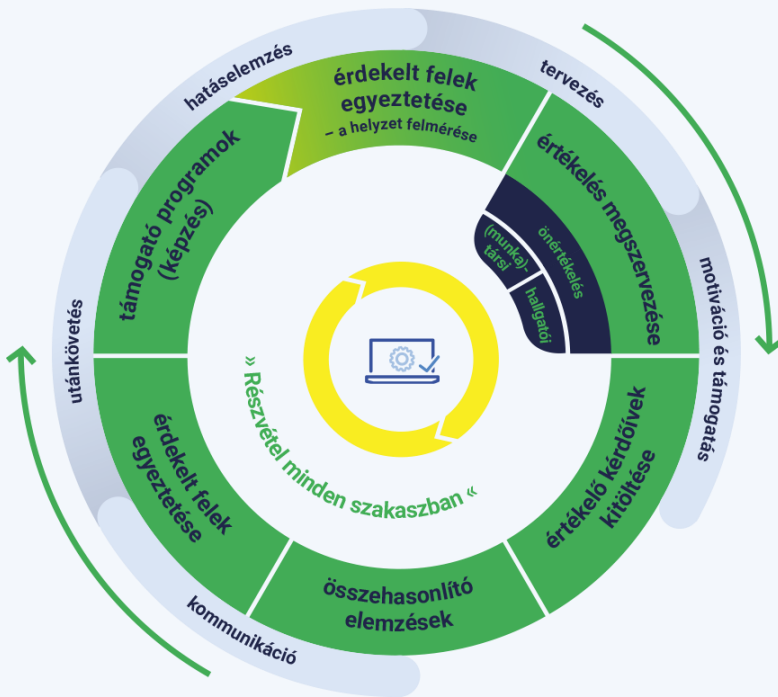 érdekelt felek
egyeztetése
– a helyzet felmérése
tervezés
értékelés megszervezése
önértékelés
(munka)-
társi
hallgatói
motiváció és támogatás
értékelő kérdőívek
kitöltése
összehasonlító
elemzések
kommunikáció
érdekelt felek
egyeztetése
utánkövetés
támogató programok
(képzés)
hatáselemzés
» Részvétel minden szakaszban «